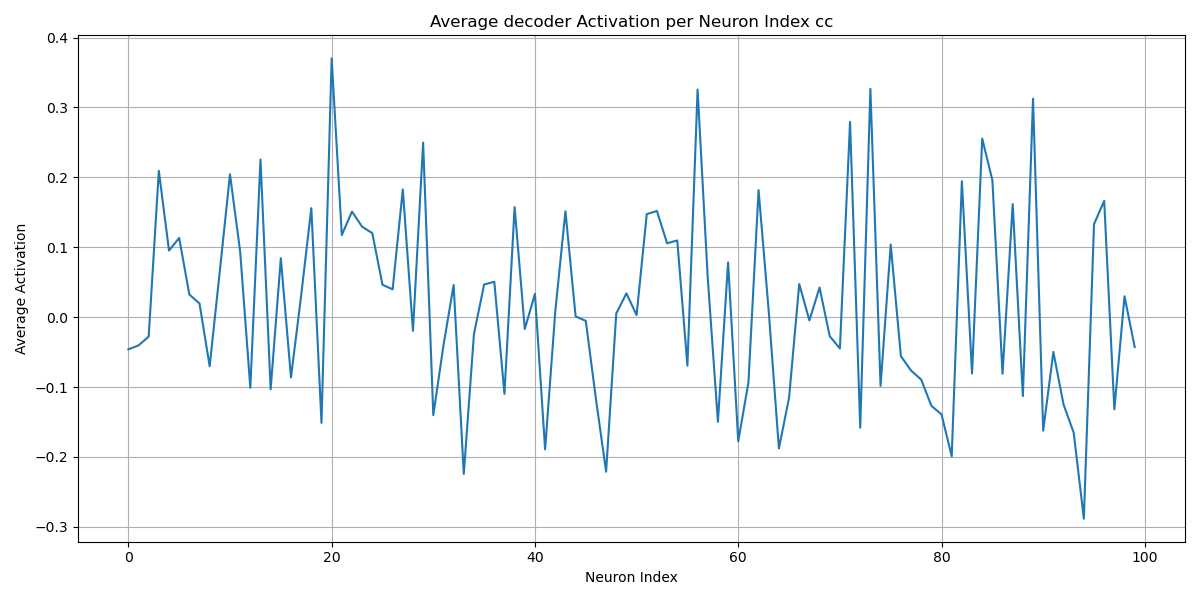 Average decoder Activation per Neuron Index cc
0.4
0.3
0.2
0.1
0.0
−0.1
−0.2
−0.3
Average Activation
0 20 40 60 80 100
Neuron Index